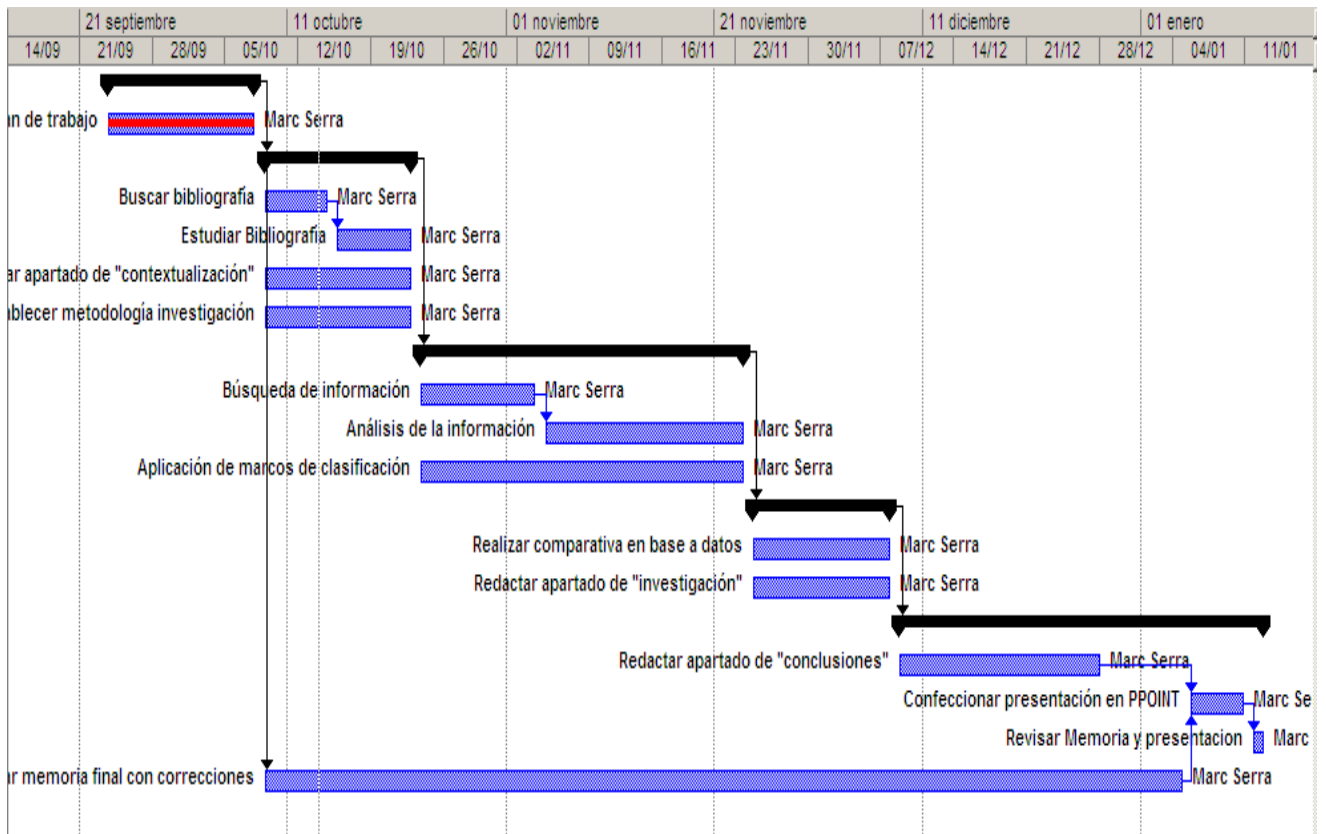 21 septiembre 11 octubre 01 noviembre 21 noviembre 11 diciembre 01 enero
14/09 21/09 28/09 05/10 12/10 19/10 26/10 02/11 09/11 16/11 23/11 30/11 07/12 14/12 21/12 28/12 04/01 11/01
an de trabajo Marc Serra
Buscar bibliografía Marc Serra
Estudiar Bibliografía Marc Serra
ar apartado de "contextualización" Marc Serra
ablecer metodología investigación Marc Serra
Búsqueda de información Marc Serra
Análisis de la información Marc Serra
Aplicación de marcos de clasificación Marc Serra
Realizar comparativa en base a datos Marc Serra
Redactar apartado de "investigación" Marc Serra
Redactar apartado de "conclusiones" Marc Serra
Confeccionar presentación en PPOINT Marc Se
Revisar Memoria y presentacion Marc
ar memoria final con correcciones Marc Serra